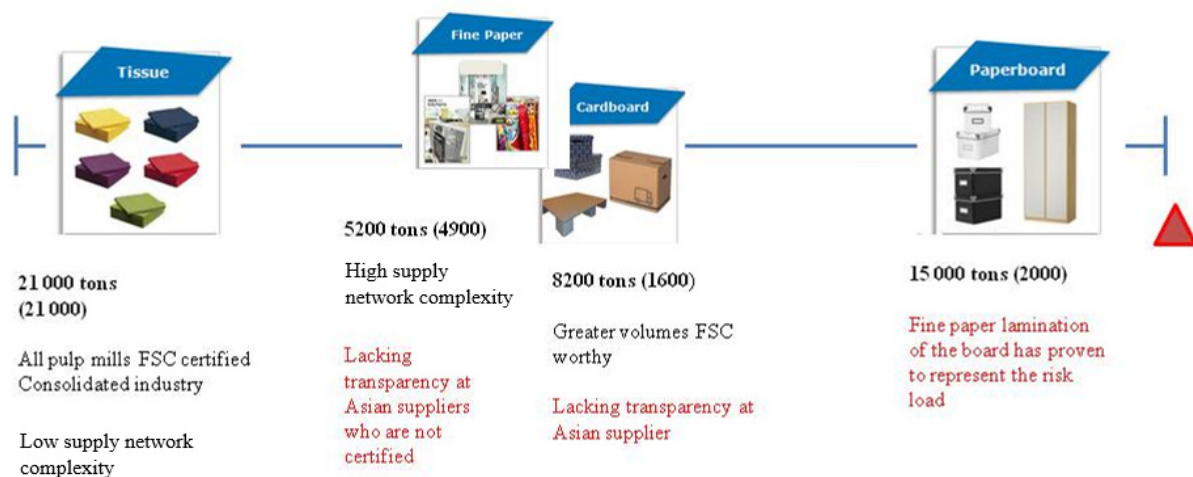 Tissue
21 000 tons
(21 000)
All pulp mills FSC certified
Consolidated industry
Low supply network
complexity
Fine Paper
5200 tons (4900)
High supply
network complexity
Lacking
transparency at
Asian suppliers
who are not
certified
Cardboard
8200 tons (1600)
Greater volumes FSC
worthy
Lacking transparency at
Asian supplier
Paperboard
15 000 tons (2000)
Fine paper lamination
of the board has proven
to represent the risk
load